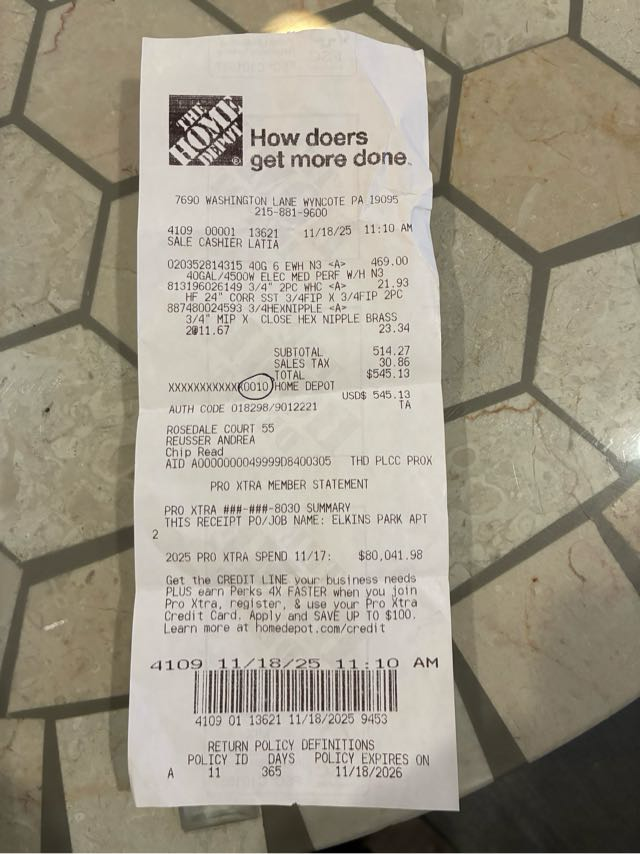 THE HOME DEPOT
How doers
get more done.
7690 WASHINGTON LANE WYNCOTE PA 19095
215-881-9600
4109 00001 13621 11/18/25 11:10 AM
SALE CASHIER LATIA
020352814315 40G 6 EWH N3 <A> 469.00
40GAL/4500W ELEC MED PERF W/H N3
813196026149 3/4" 2PC WHC <A> 21.93
HF 24" CORR SST 3/4FIP X 3/4FIP 2PC
887480024593 3/4HEXNIPPLE <A>
3/4" MIP X CLOSE HEX NIPPLE BRASS
2@11.67 23.34
SUBTOTAL 514.27
SALES TAX 30.86
TOTAL $545.13
XXXXXXXXXXXX0010 HOME DEPOT
USD$ 545.13
AUTH CODE 018298/9012221 TA
ROSEDALE COURT 55
REUSSER ANDREA
Chip Read
AID A0000000049999D8400305 THD PLCC PROX
PRO XTRA MEMBER STATEMENT
PRO XTRA ###-###-8030 SUMMARY
THIS RECEIPT PO/JOB NAME: ELKINS PARK APT
2
2025 PRO XTRA SPEND 11/17: $80,041.98
Get the CREDIT LINE your business needs
PLUS earn Perks 4X FASTER when you join
Pro Xtra, register, & use your Pro Xtra
Credit Card. Apply and SAVE UP TO $100.
Learn more at homedepot.com/credit
4109 11/18/25 11:10 AM
4109 01 13621 11/18/2025 9453
RETURN POLICY DEFINITIONS
POLICY ID DAYS POLICY EXPIRES ON
A 11 365 11/18/2026